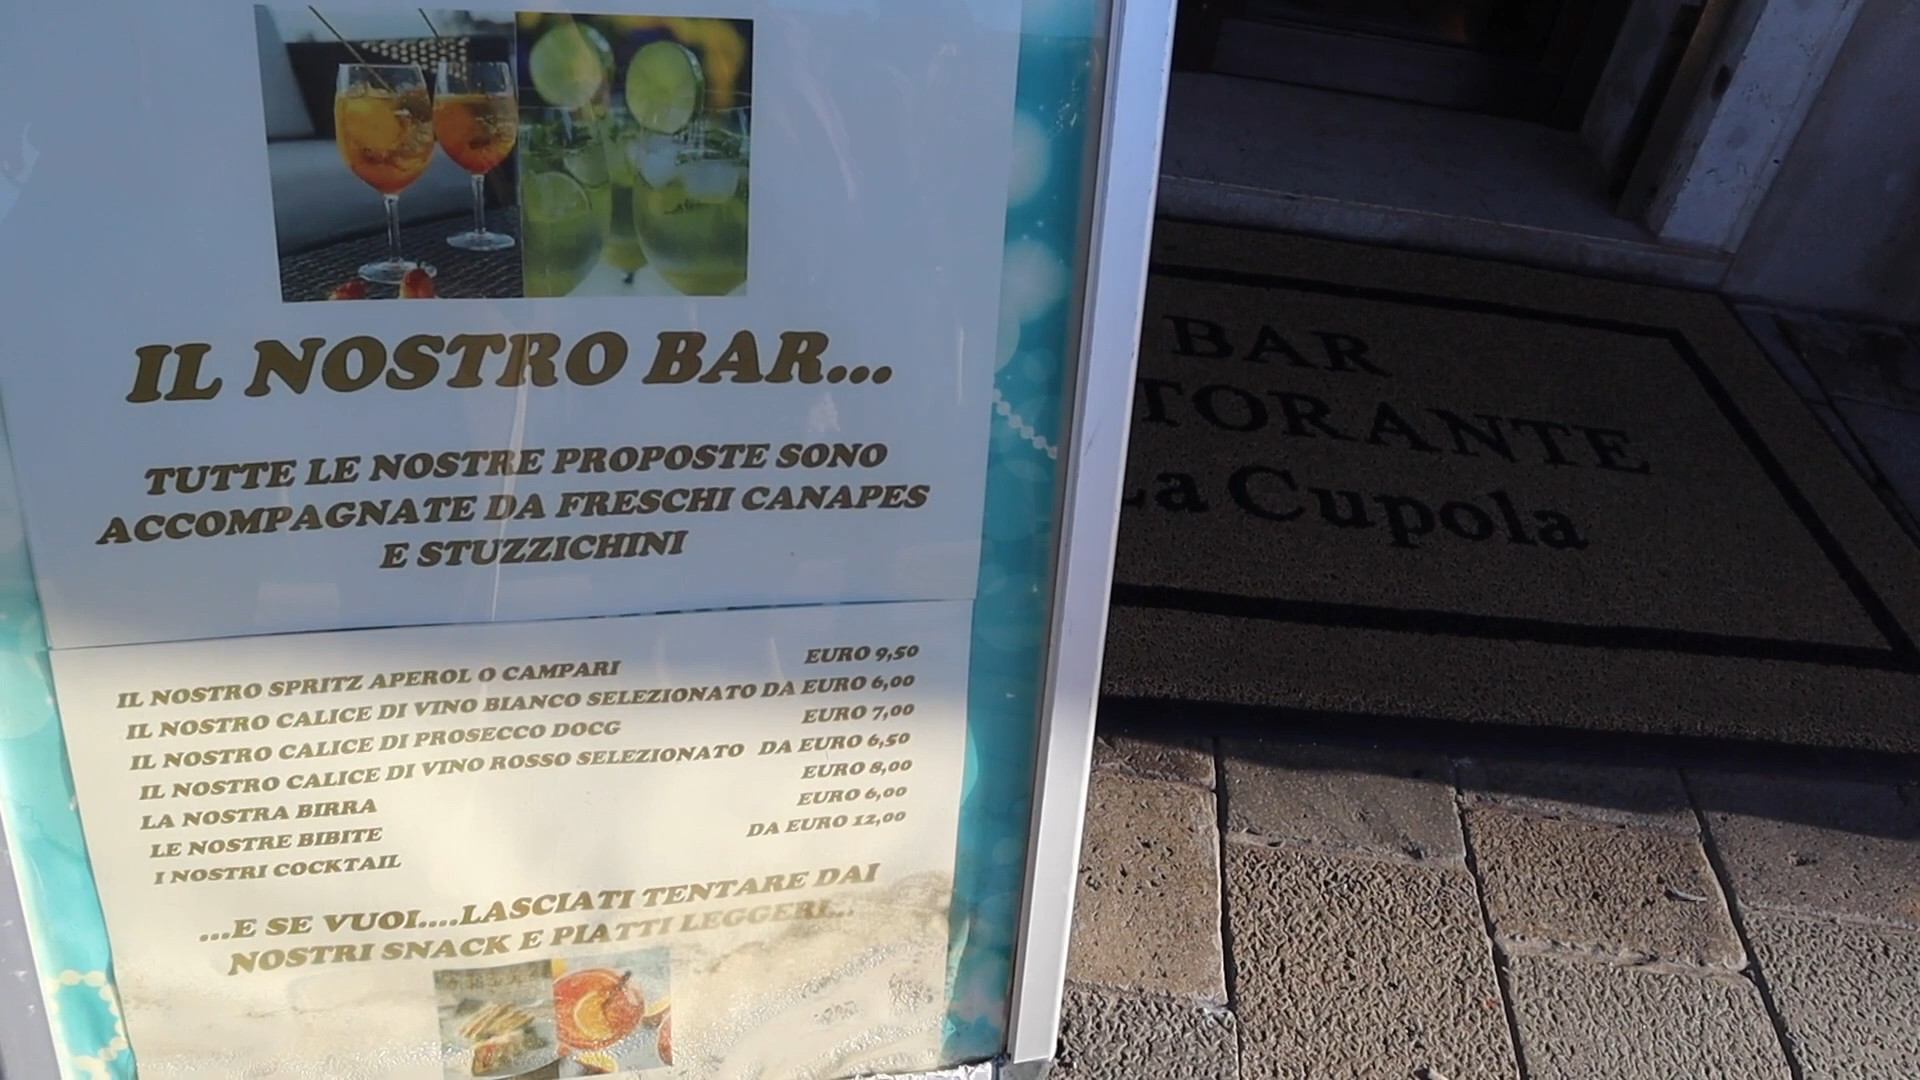 IL NOSTRO BAR...
TUTTE LE NOSTRE PROPOSTE SONO
ACCOMPAGNATE DA FRESCHI CANAPES
E STUZZICHINI
IL NOSTRO SPRITZ APEROL O CAMPARI EURO 9,50
IL NOSTRO CALICE DI VINO BIANCO SELEZIONATO DA EURO 6,00
IL NOSTRO CALICE DI PROSECCO DOCG EURO 7,00
IL NOSTRO CALICE DI VINO ROSSO SELEZIONATO DA EURO 6,50
LA NOSTRA BIRRA EURO 8,00
LE NOSTRE BIBITE EURO 6,00
I NOSTRI COCKTAIL DA EURO 12,00
...E SE VUOI....LASCIATI TENTARE DAI
NOSTRI SNACK E PIATTI LEGGERI...
BAR
TORANTE
La Cupola